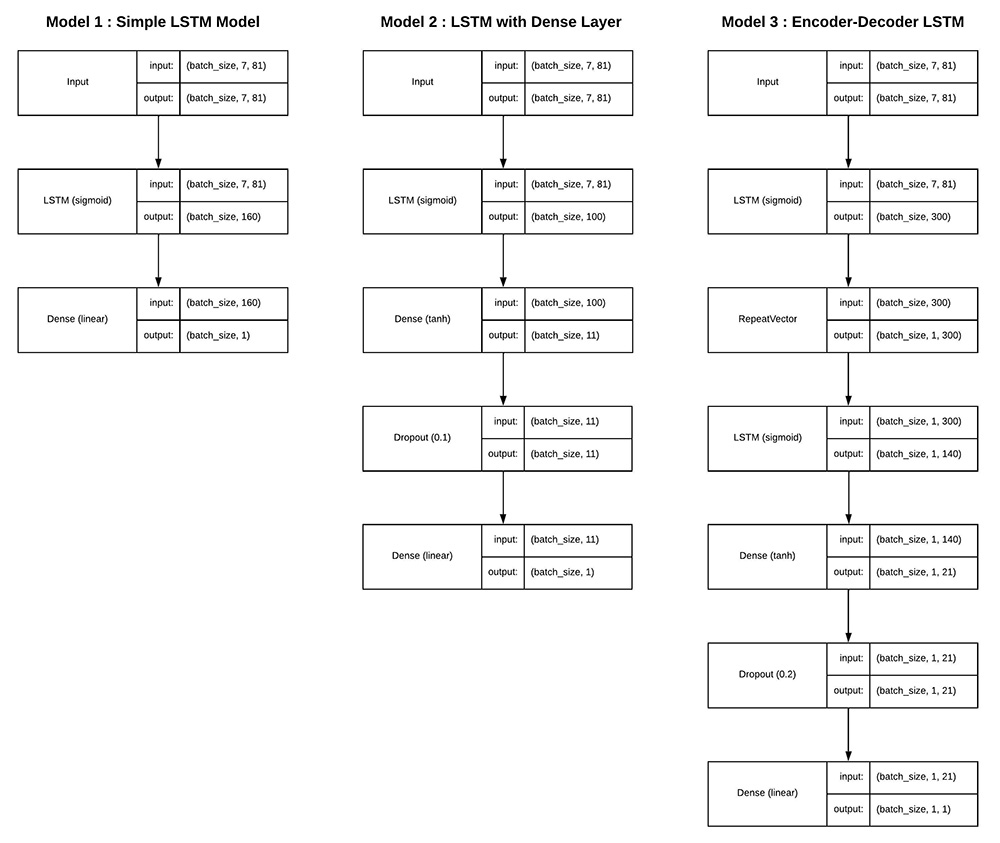 Model 1 : Simple LSTM Model
Input
input:
(batch_size, 7, 81)
output:
(batch_size, 7, 81)
LSTM (sigmoid)
input:
(batch_size, 7, 81)
output:
(batch_size, 160)
Dense (linear)
input:
(batch_size, 160)
output:
(batch_size, 1)
Model 2 : LSTM with Dense Layer
Input
input:
(batch_size, 7, 81)
output:
(batch_size, 7, 81)
LSTM (sigmoid)
input:
(batch_size, 7, 81)
output:
(batch_size, 100)
Dense (tanh)
input:
(batch_size, 100)
output:
(batch_size, 11)
Dropout (0.1)
input:
(batch_size, 11)
output:
(batch_size, 11)
Dense (linear)
input:
(batch_size, 11)
output:
(batch_size, 1)
Model 3 : Encoder-Decoder LSTM
Input
input:
(batch_size, 7, 81)
output:
(batch_size, 7, 81)
LSTM (sigmoid)
input:
(batch_size, 7, 81)
output:
(batch_size, 300)
RepeatVector
input:
(batch_size, 300)
output:
(batch_size, 1, 300)
LSTM (sigmoid)
input:
(batch_size, 1, 300)
output:
(batch_size, 1, 140)
Dense (tanh)
input:
(batch_size, 1, 140)
output:
(batch_size, 1, 21)
Dropout (0.2)
input:
(batch_size, 1, 21)
output:
(batch_size, 1, 21)
Dense (linear)
input:
(batch_size, 1, 21)
output:
(batch_size, 1, 1)